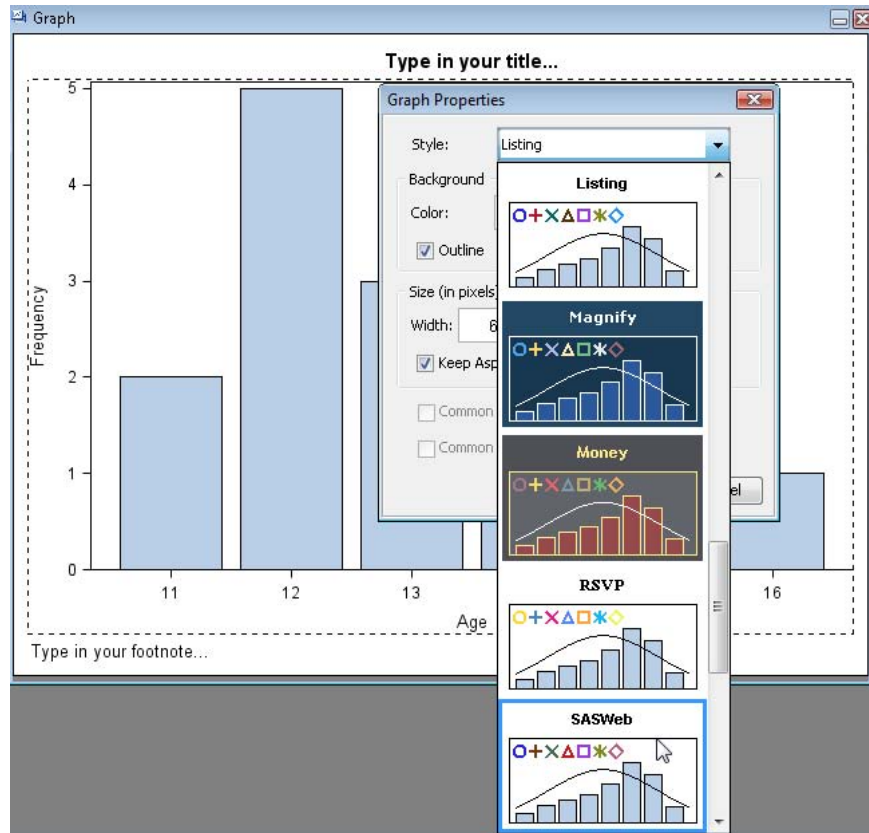 Graph
Type in your title...
5
4
3
2
1
0
Frequency
11
12
13
16
Age
Type in your footnote...
Graph Properties
Style:
Listing
Background
Color:
Outline
Size (in pixels)
Width: 6
Keep Asp
Common
Common
el
Listing
Magnify
Money
RSVP
SASWeb